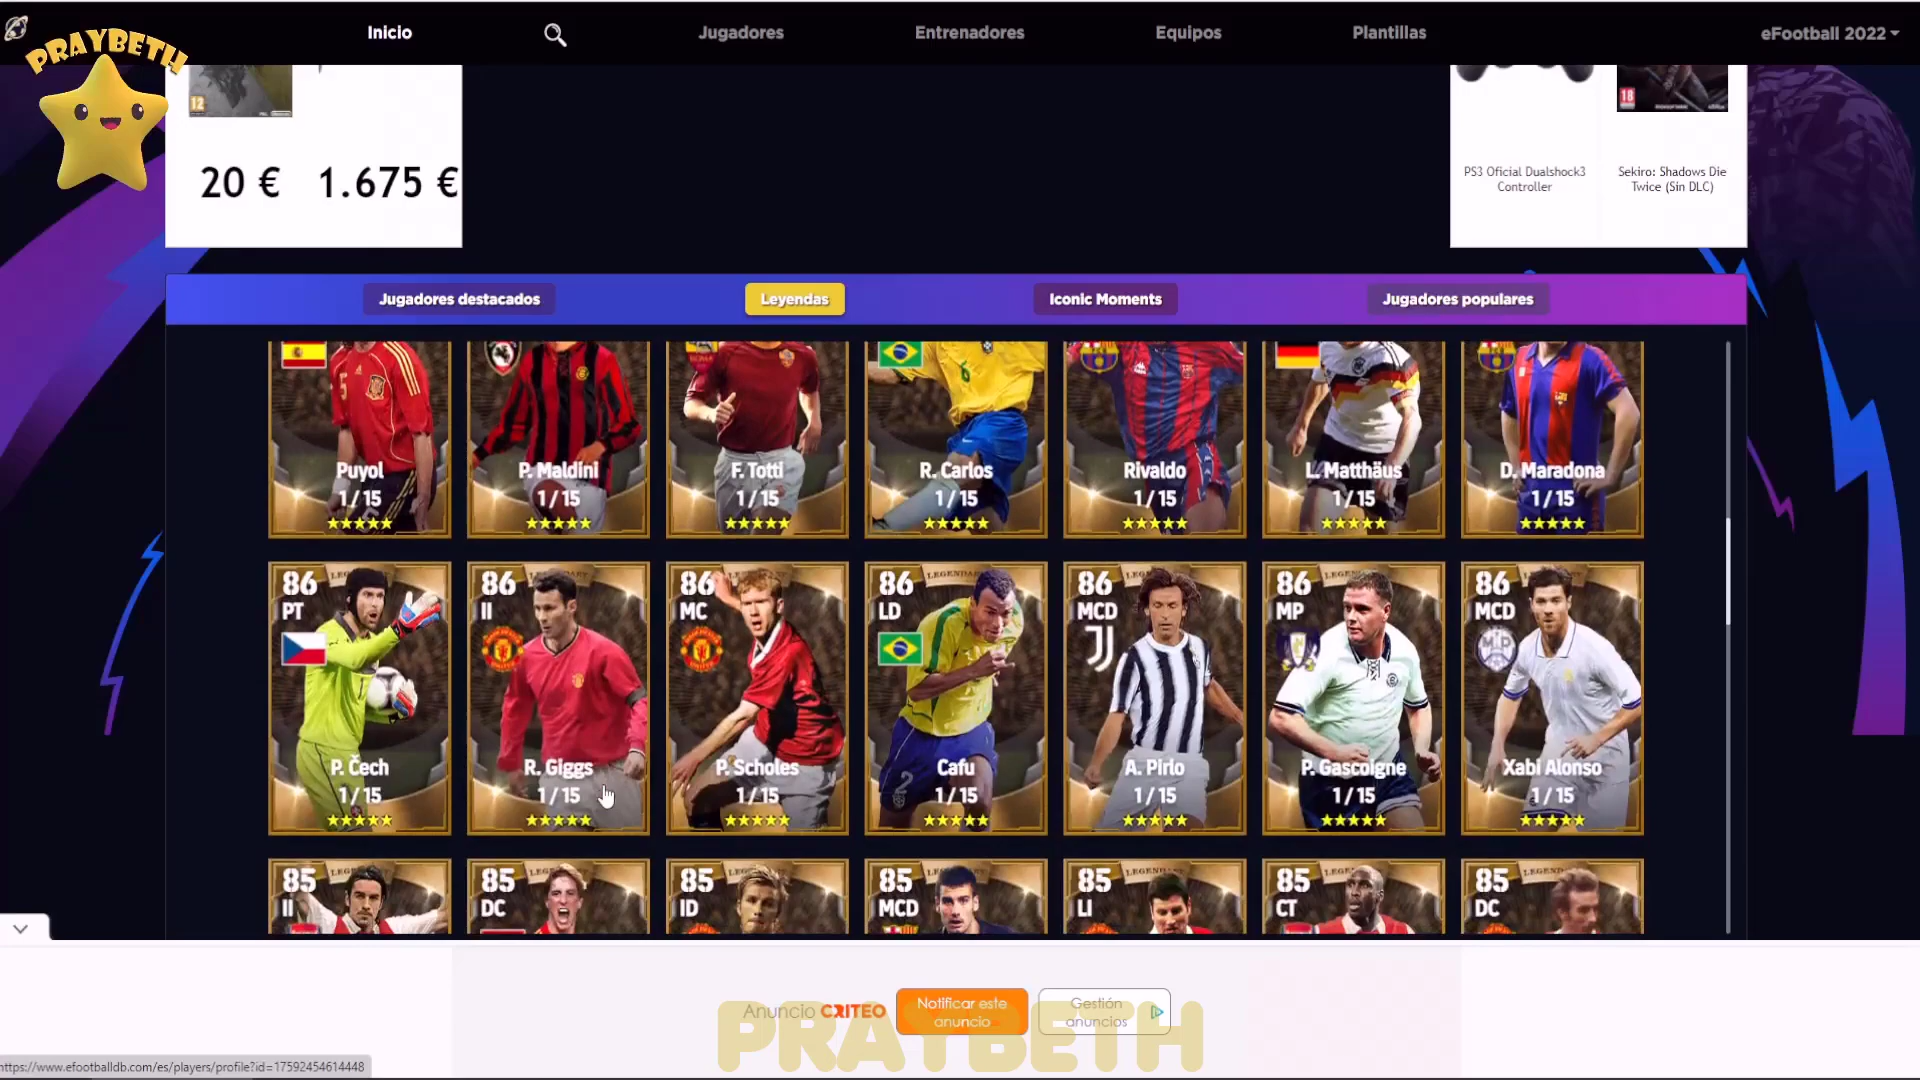 PRAYBETH
Inicio
Jugadores
Entrenadores
Equipos
Plantillas
eFootball 2022
12
20 €
1.675 €
18
PS3 Oficial Dualshock3
Controller
Sekiro: Shadows Die
Twice (Sin DLC)
Jugadores destacados
Leyendas
Iconic Moments
Jugadores populares
Puyol
1 / 15
P. Maldini
1 / 15
F. Totti
1 / 15
R. Carlos
1 / 15
Rivaldo
1 / 15
L. Matthäus
1 / 15
D. Maradona
1 / 15
86
PT
P. Čech
1 / 15
86
II
R. Giggs
1 / 15
86
MC
P. Scholes
1 / 15
86
LD
Cafu
1 / 15
86
MCD
A. Pirlo
1 / 15
86
MP
P. Gascoigne
1 / 15
86
MCD
Xabi Alonso
1 / 15
85
II
85
DC
85
ID
85
MCD
85
LI
85
CT
85
DC
Anuncio CRITEO
Notificar este
anuncio
Gestión
anuncios
PRAYBETH
https://www.efootballdb.com/es/players/profile?id=17592454614448